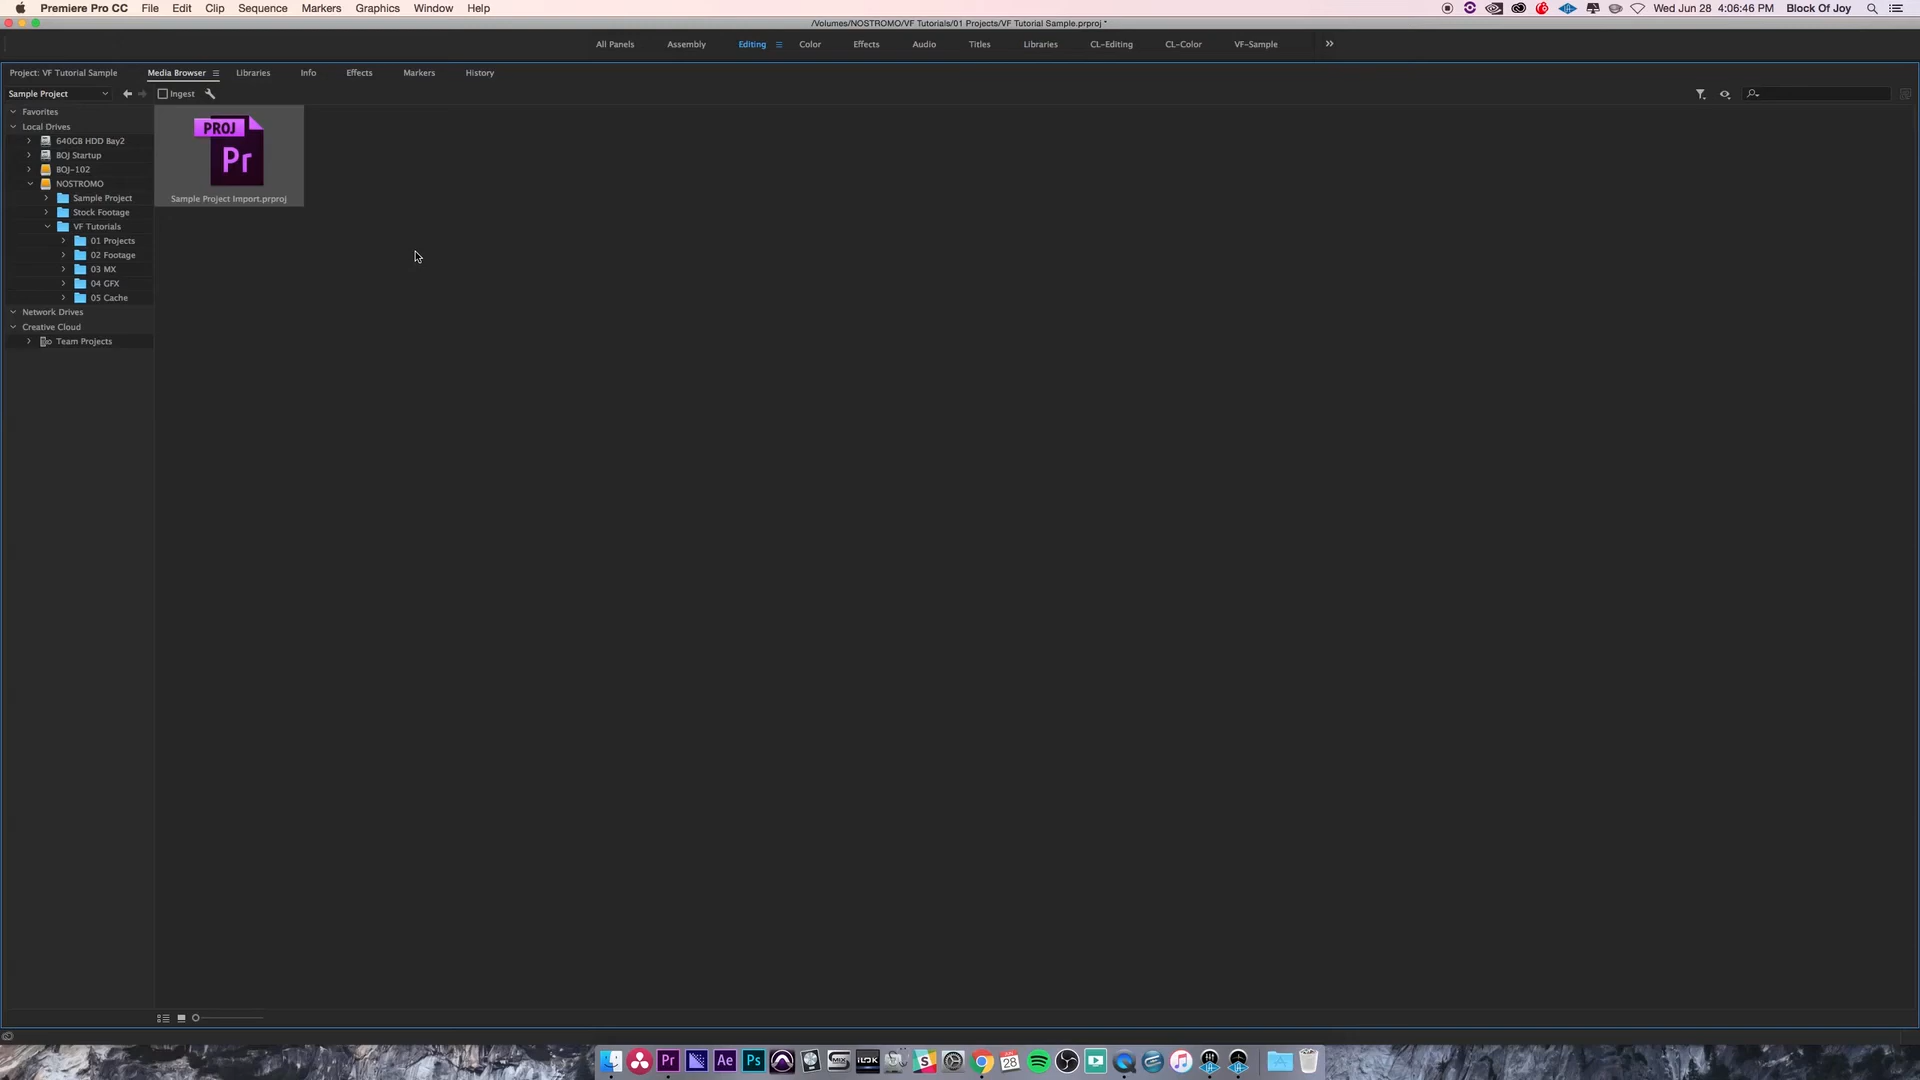 Premiere Pro CC File Edit Clip Sequence Markers Graphics Window Help Wed Jun 28 4:06:46 PM Block Of Joy
/Volumes/NOSTROMO/VF Tutorials/01 Projects/VF Tutorial Sample.prproj *
All Panels Assembly Editing Color Effects Audio Titles Libraries CL-Editing CL-Color VF-Sample
Project: VF Tutorial Sample Media Browser Libraries Info Effects Markers History
Sample Project Ingest
Favorites
Local Drives
PROJ
640GB HDD Bay2
BOJ Startup
Pr
BOJ-102
NOSTROMO
Sample Project
Sample Project Import.prproj
Stock Footage
VF Tutorials
01 Projects
02 Footage
03 MX
04 GFX
05 Cache
Network Drives
Creative Cloud
Team Projects
Pr Ae Ps 28